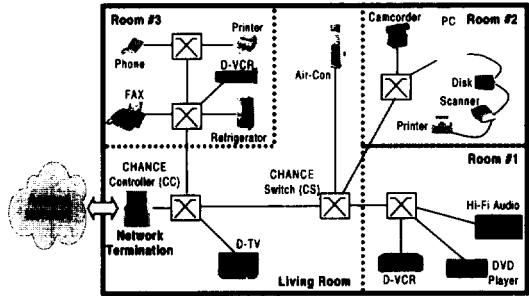 Room #3
Printer
Phone
D-VCR
FAX
Refrigerator
Air-Con
Camcorder
PC
Room #2
Disk
Scanner
Printer
Room #1
CHANCE
Controller (CC)
CHANCE
Switch (CS)
Network
Termination
D-TV
Living Room
Hi-Fi Audio
D-VCR
DVD
Player